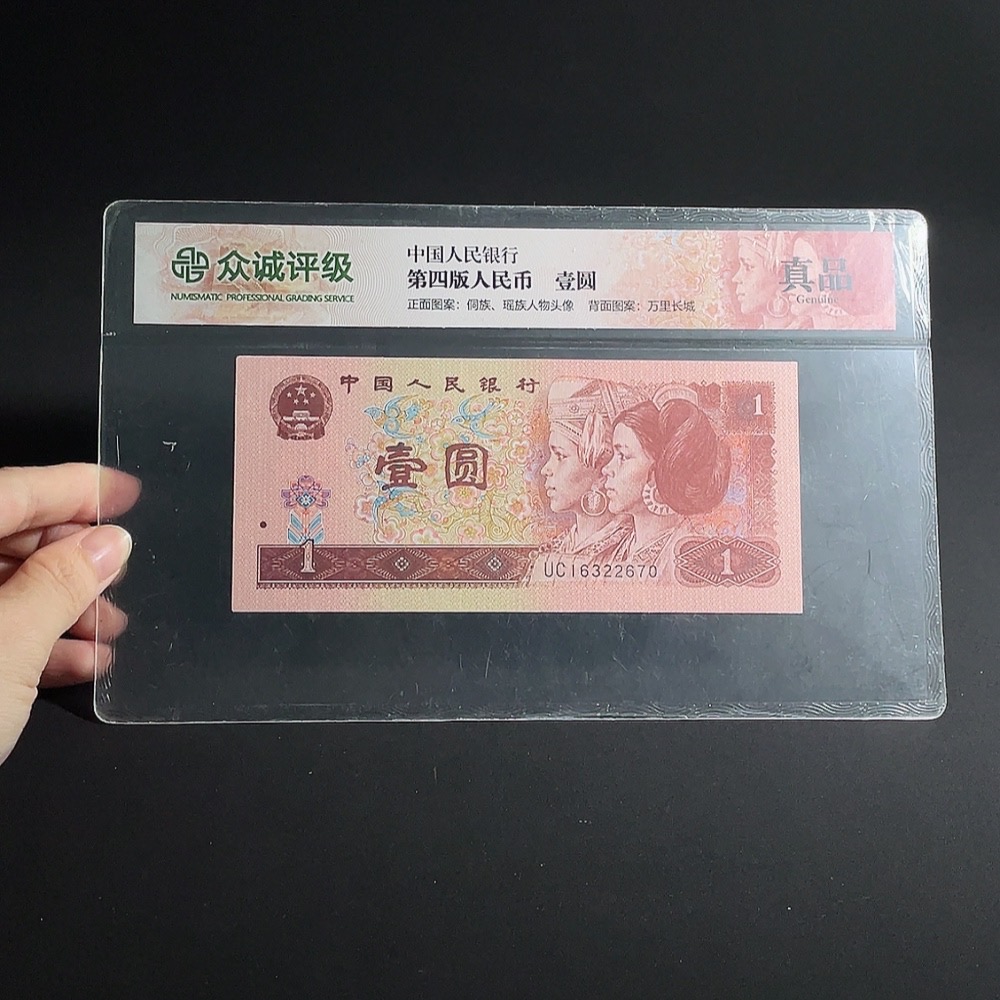 众诚评级
NUMISMATIC PROFESSIONAL GRADING SERVICE
中国人民银行
第四版人民币 壹圆
正面图案：侗族、瑶族人物头像 背面图案：万里长城
真品
Genuine
中国人民银行
1
壹圆
1
UC16322670
1